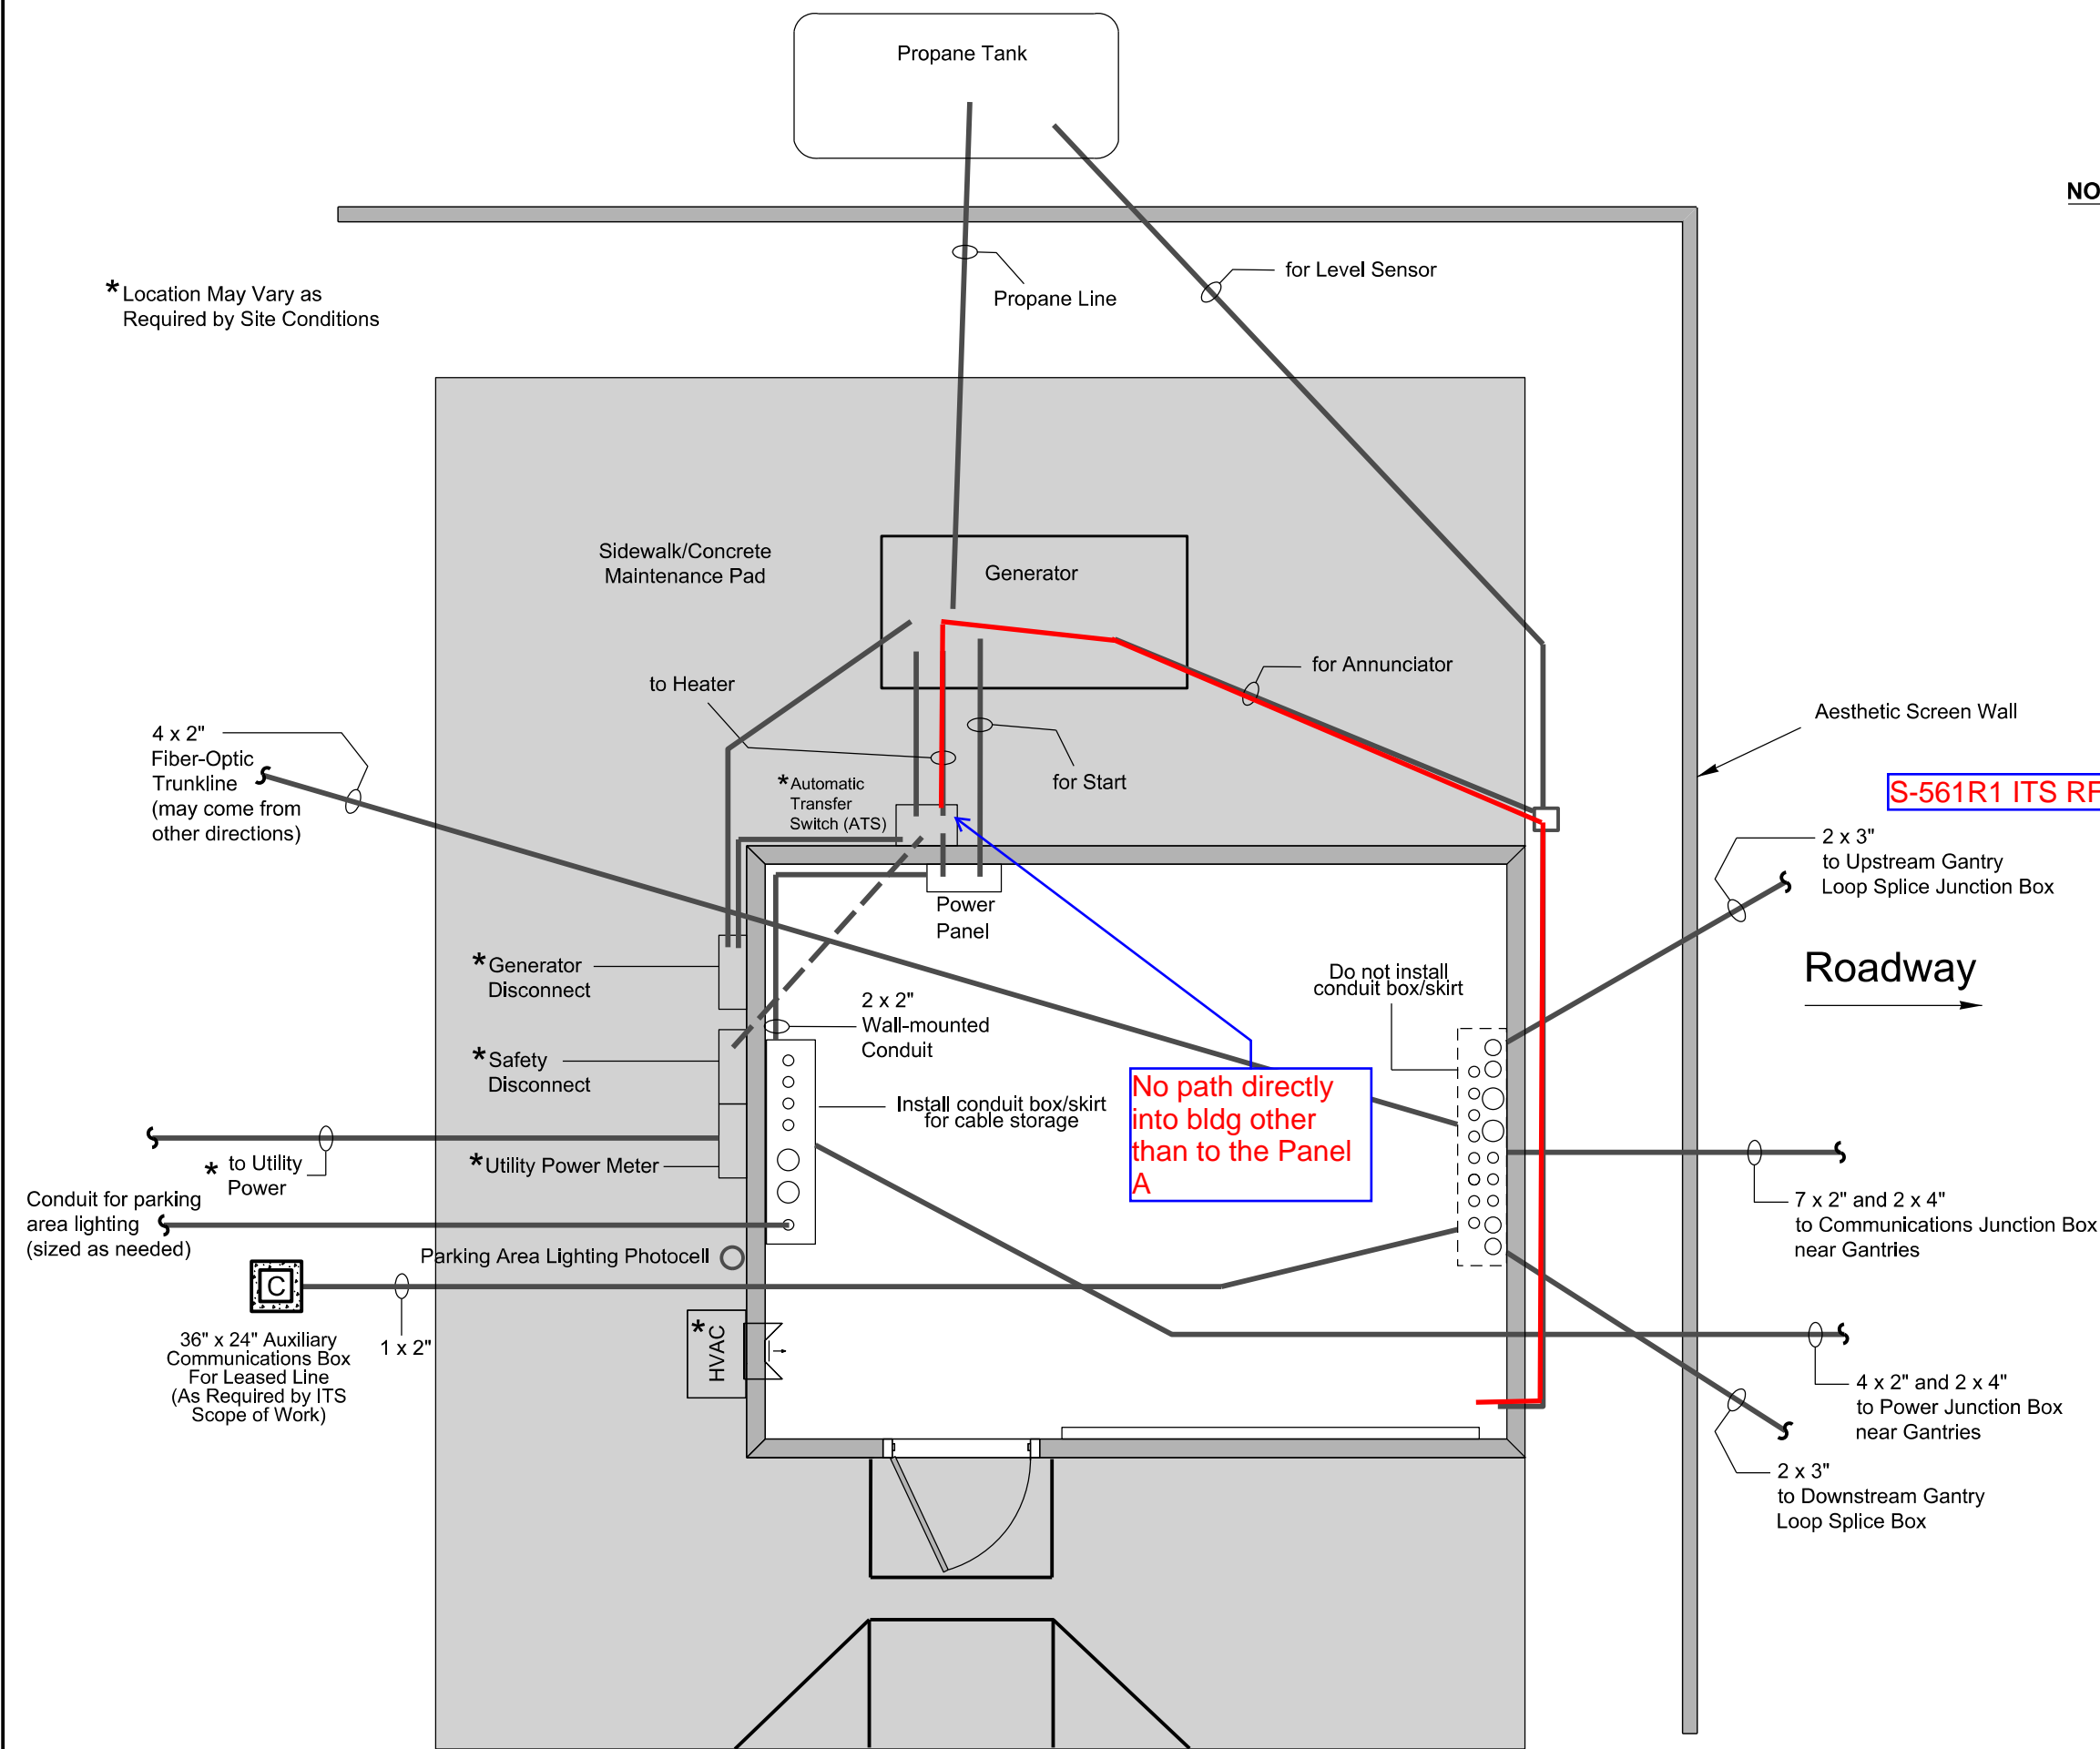 Propane Tank
NO
*Location May Vary as
Required by Site Conditions
for Level Sensor
Propane Line
Sidewalk/Concrete
Maintenance Pad
Generator
to Heater
for Annunciator
4 x 2"
Fiber-Optic
Trunkline
(may come from
other directions)
*Automatic
Transfer
Switch (ATS)
for Start
Aesthetic Screen Wall
S-561R1 ITS RF
2 x 3"
to Upstream Gantry
Loop Splice Junction Box
Power
Panel
Roadway
*Generator
Disconnect
2 x 2"
Wall-mounted
Conduit
Do not install
conduit box/skirt
*Safety
Disconnect
Install conduit box/skirt
for cable storage
No path directly
into bldg other
than to the Panel
A
* to Utility
Power
*Utility Power Meter
Conduit for parking
area lighting
(sized as needed)
7 x 2" and 2 x 4"
to Communications Junction Box
near Gantries
Parking Area Lighting Photocell
C
36" x 24" Auxiliary
Communications Box
For Leased Line
(As Required by ITS
Scope of Work)
1 x 2"
*HVAC
4 x 2" and 2 x 4"
to Power Junction Box
near Gantries
2 x 3"
to Downstream Gantry
Loop Splice Box